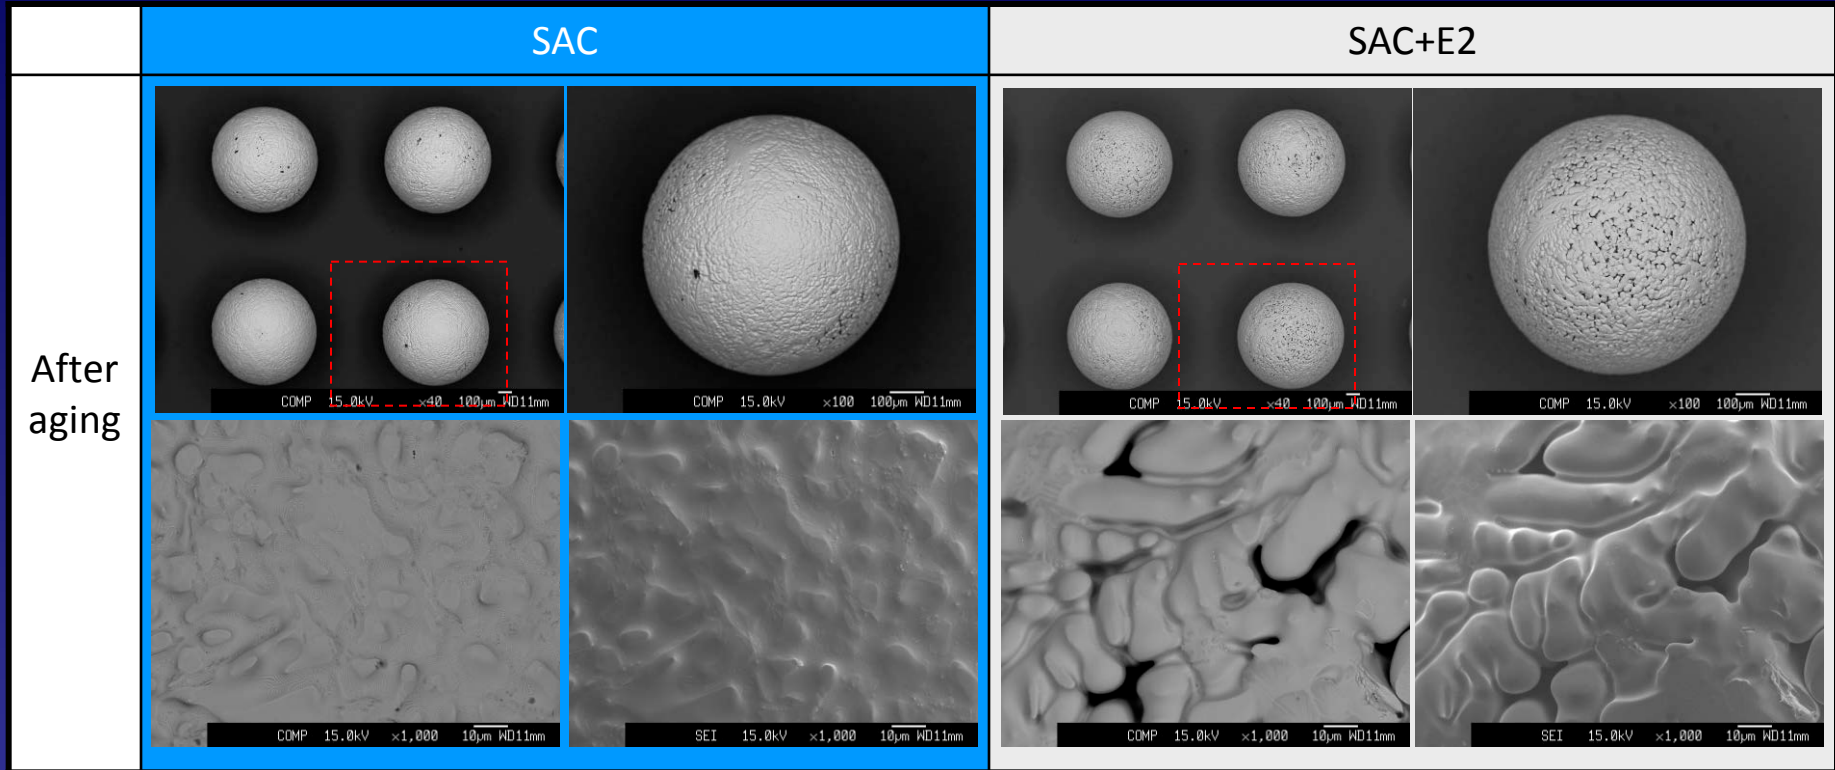 SAC
SAC+E2
After
aging
COMP 15.0kV ×40 100μm WD11mm
COMP 15.0kV ×100 100μm WD11mm
COMP 15.0kV ×40 100μm WD11mm
COMP 15.0kV ×100 100μm WD11mm
COMP 15.0kV ×1,000 10μm WD11mm
SEI 15.0kV ×1,000 10μm WD11mm
COMP 15.0kV ×1,000 10μm WD11mm
SEI 15.0kV ×1,000 10μm WD11mm